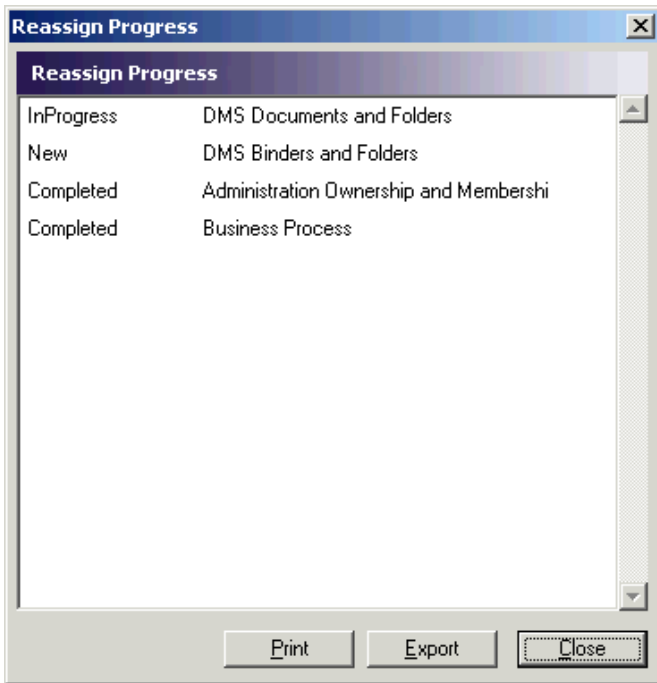 Reassign Progress
Reassign Progress
InProgress DMS Documents and Folders
New DMS Binders and Folders
Completed Administration Ownership and Membershi
Completed Business Process
Print Export Close